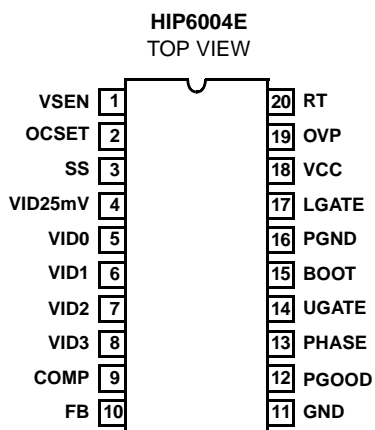 HIP6004E
TOP VIEW
VSEN 1 20 RT
OCSET 2 19 OVP
SS 3 18 VCC
VID25mV 4 17 LGATE
VID0 5 16 PGND
VID1 6 15 BOOT
VID2 7 14 UGATE
VID3 8 13 PHASE
COMP 9 12 PGOOD
FB 10 11 GND